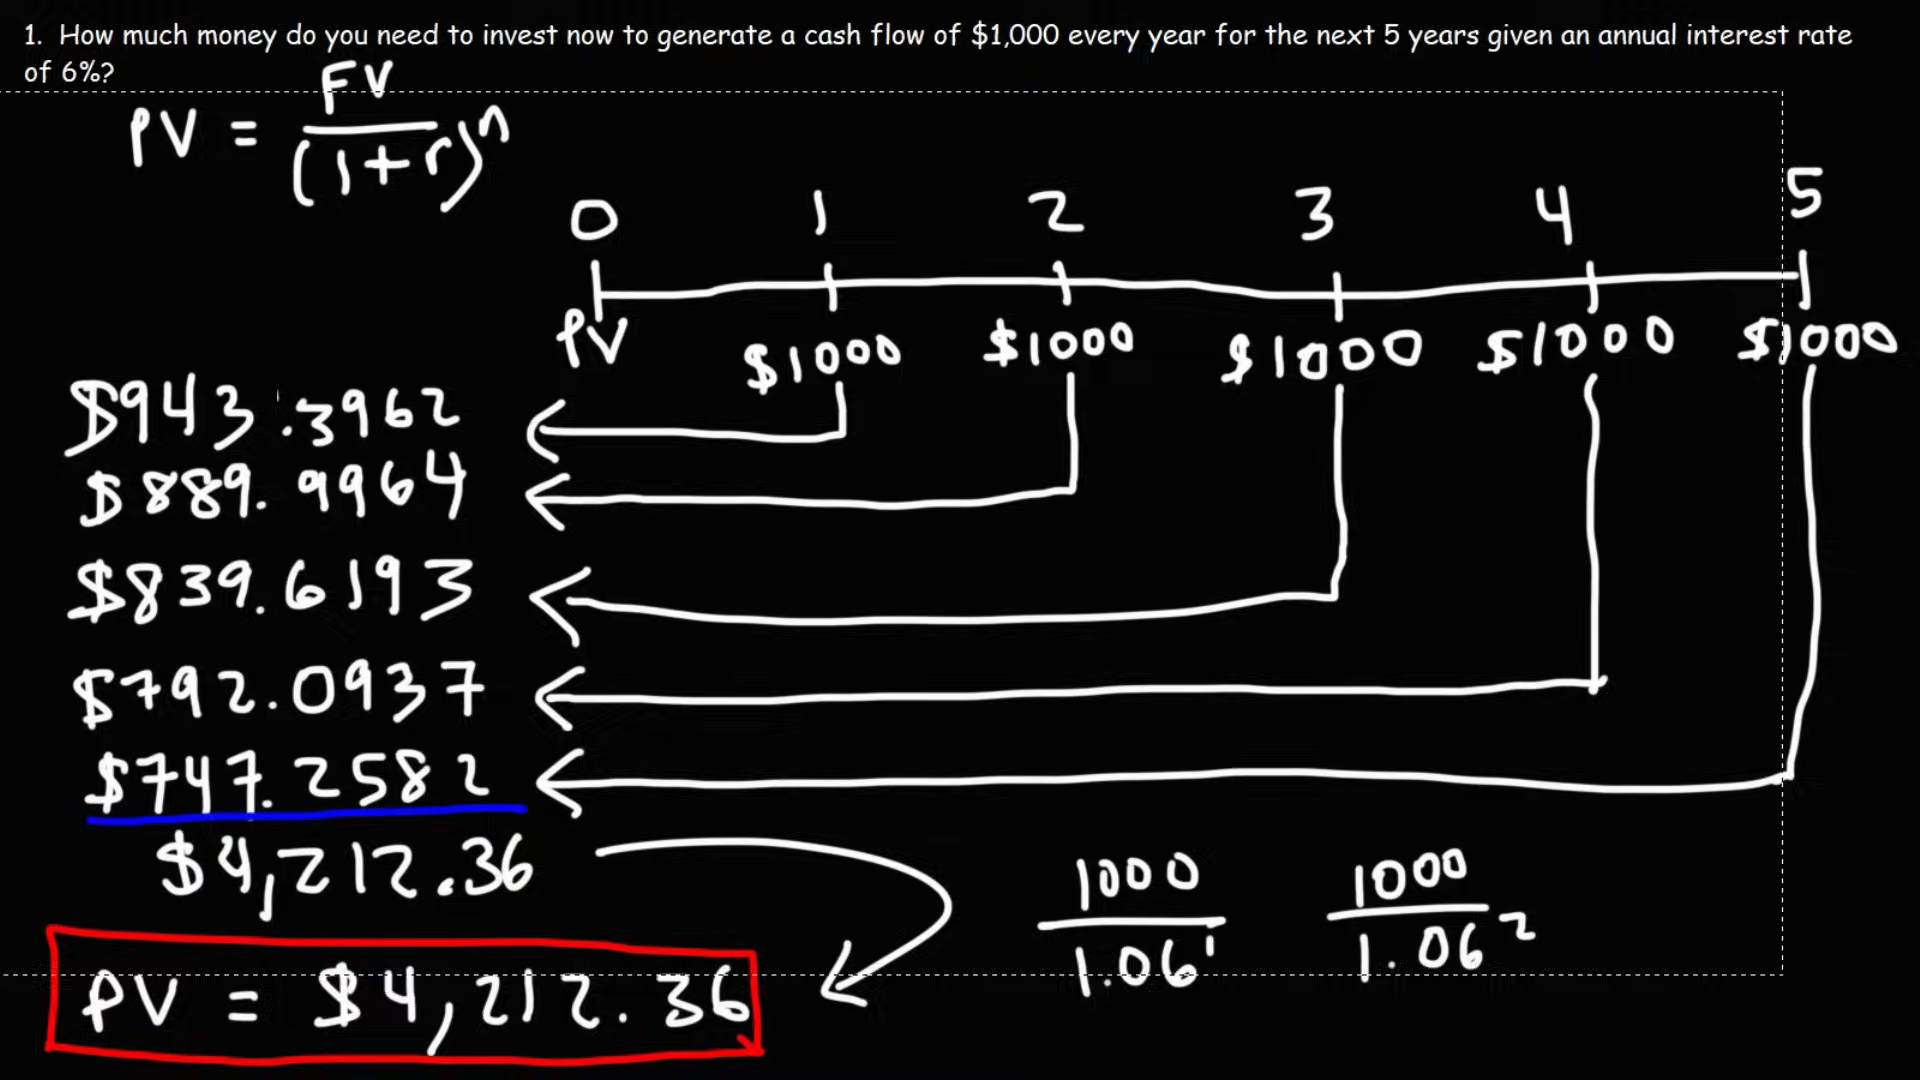 1. How much money do you need to invest now to generate a cash flow of $1,000 every year for the next 5 years given an annual interest rate
of 6%?
PV = FV / (1+r)^n
0 1 2 3 4 5
PV $1000 $1000 $1000 $1000 $1000
$943.3962
$889.9964
$839.6193
$792.0937
$747.2582
$4,212.36
1000 / 1.06^1 1000 / 1.06^2
PV = $4,212.36